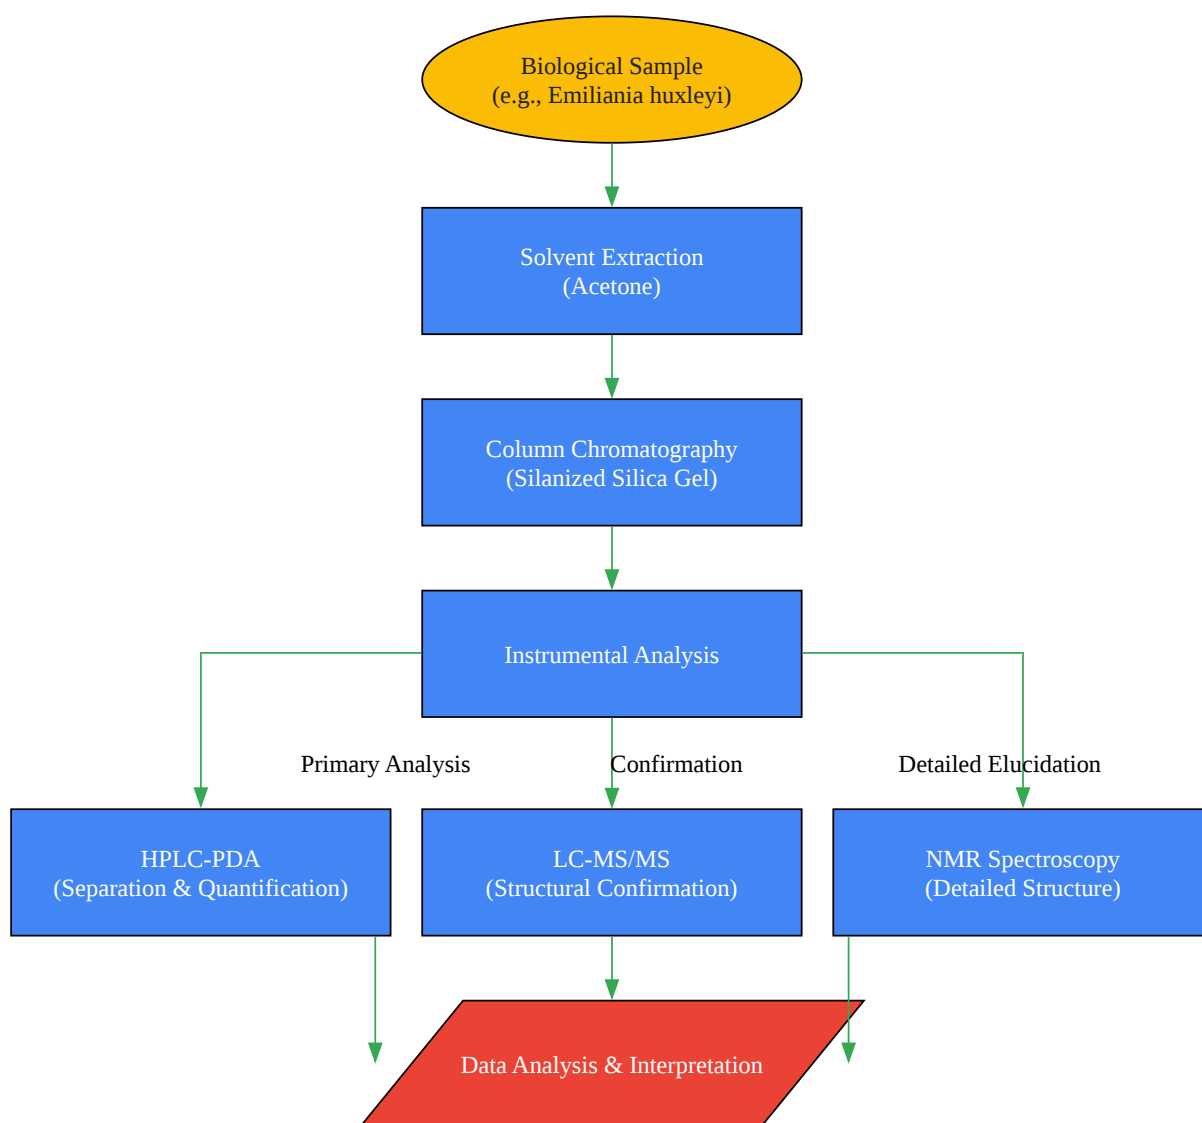 Biological Sample
(e.g., Emiliania huxleyi)
Solvent Extraction
(Acetone)
Column Chromatography
(Silanized Silica Gel)
Instrumental Analysis
Primary Analysis
Confirmation
Detailed Elucidation
HPLC-PDA
(Separation & Quantification)
LC-MS/MS
(Structural Confirmation)
NMR Spectroscopy
(Detailed Structure)
Data Analysis & Interpretation